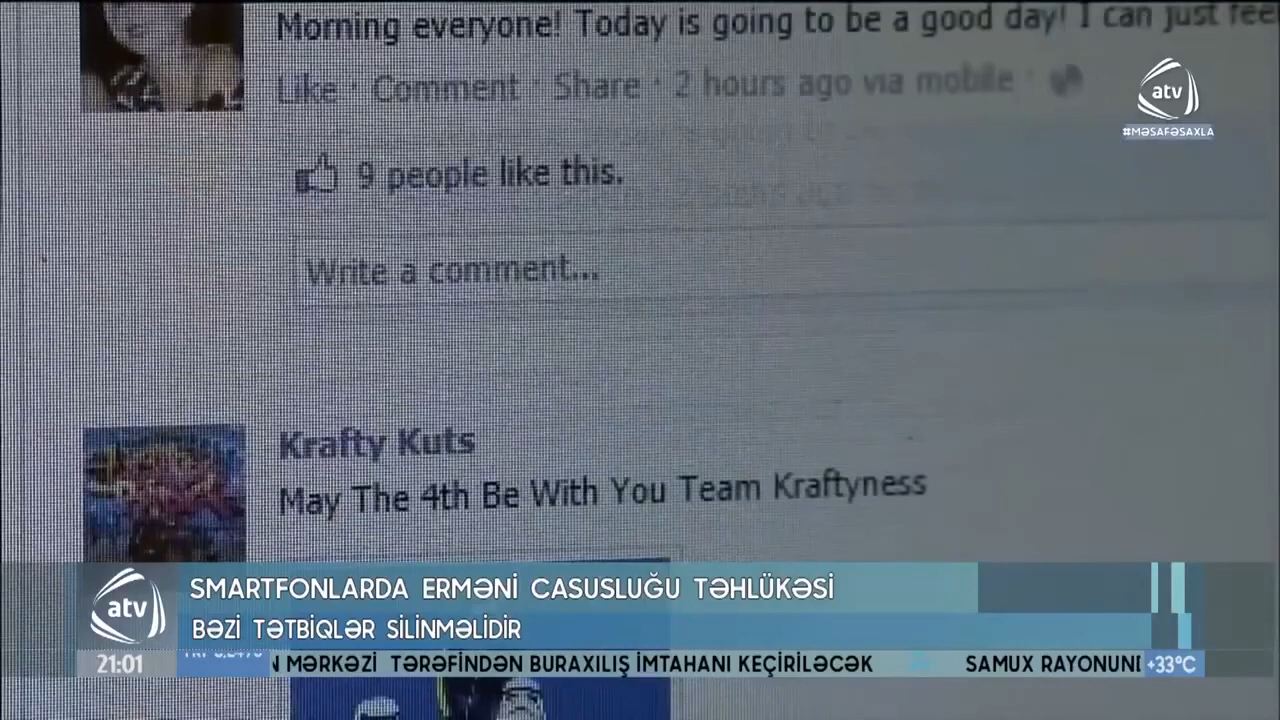 Morning everyone! Today is going to be a good day! I can just fee
Like · Comment · Share · 2 hours ago via mobile ·
atv
#MƏSAFƏSAXLA
9 people like this.
Write a comment...
Krafty Kuts
May The 4th Be With You Team Kraftyness
atv
SMARTFONLARDA ERMƏNİ CASUSLUĞU TƏHLÜKƏSİ
BƏZİ TƏTBİQLƏR SİLİNMƏLİDİR
21:01
N MƏRKƏZİ TƏRƏFİNDƏN BURAXILIŞ İMTAHANI KEÇİRİLƏCƏK SAMUX RAYONUNI
+33°C